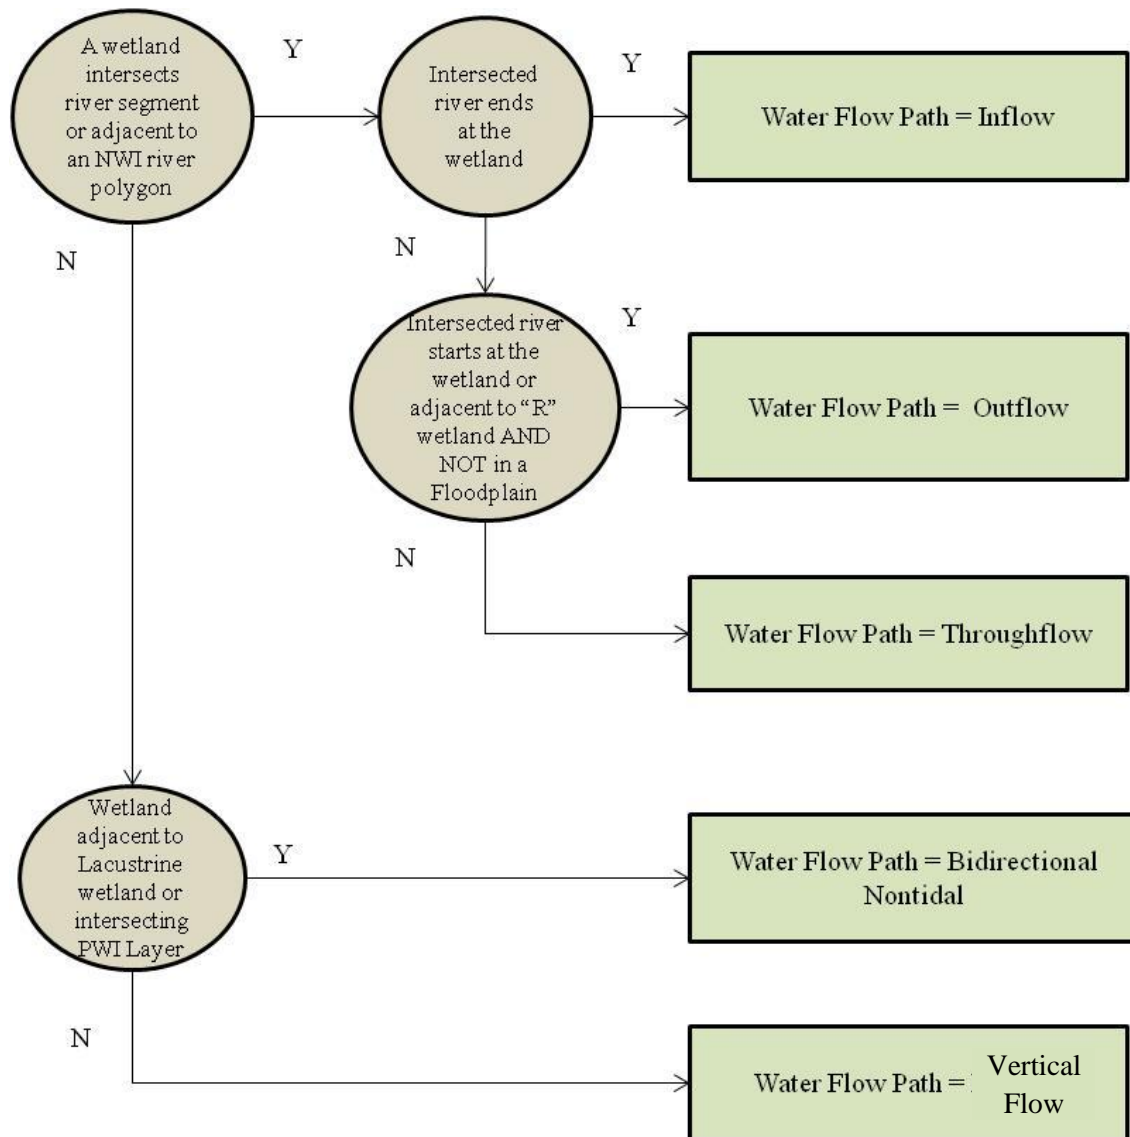 A wetland
intersects
river segment
or adjacent to
an NWI river
polygon
Y
Intersected
river ends
at the
wetland
Y
Water Flow Path = Inflow
N
N
Intersected river
starts at the
wetland or
adjacent to “R”
wetland AND
NOT in a
Floodplain
Y
Water Flow Path = Outflow
N
Water Flow Path = Throughflow
Wetland
adjacent to
Lacustrine
wetland or
intersecting
PWI Layer
Y
Water Flow Path = Bidirectional
Nontidal
N
Water Flow Path =
Vertical
Flow